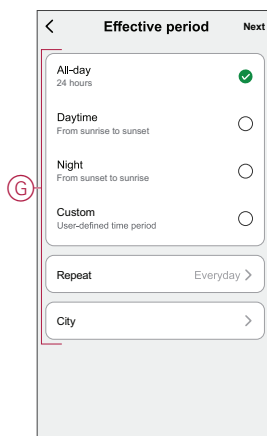 Effective period Next
All-day
24 hours
Daytime
From sunrise to sunset
Night
From sunset to sunrise
G
Custom
User-defined time period
Repeat Everyday
City